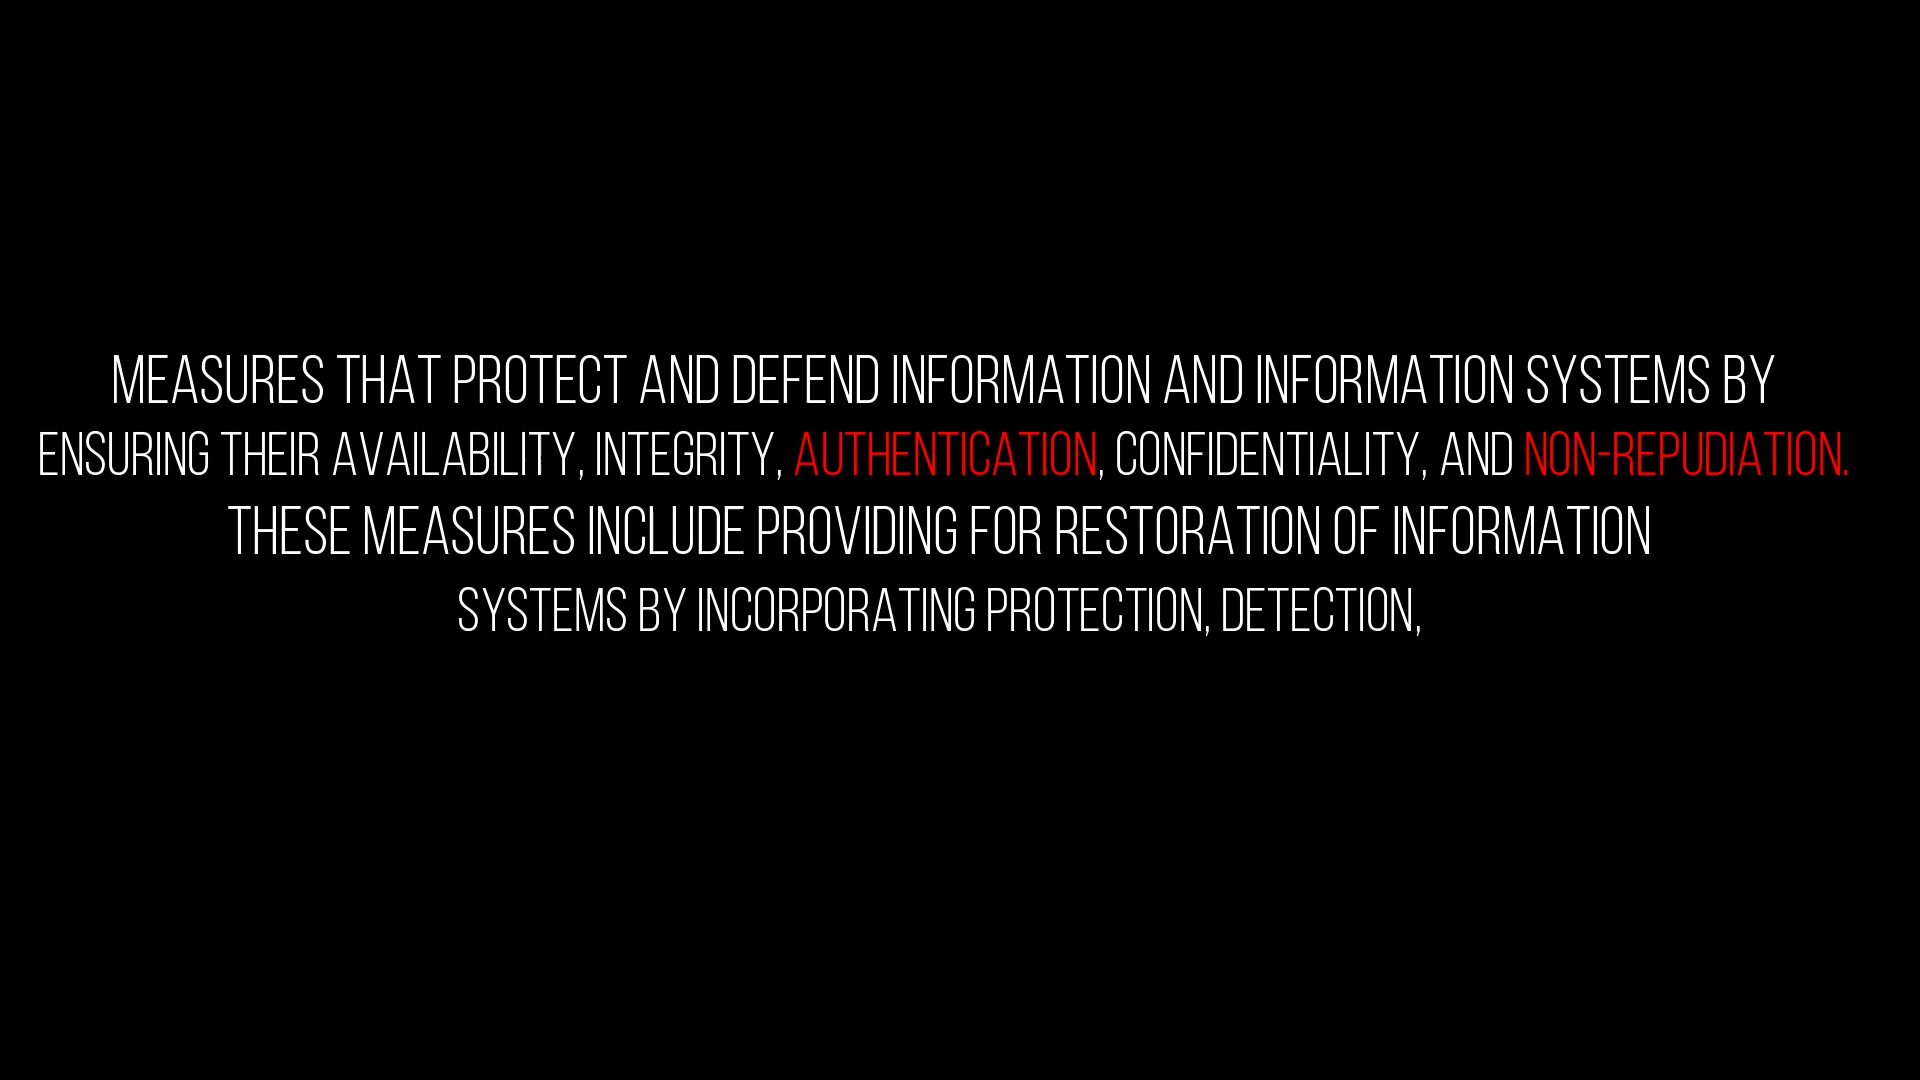 MEASURES THAT PROTECT AND DEFEND INFORMATION AND INFORMATION SYSTEMS BY
ENSURING THEIR AVAILABILITY, INTEGRITY, AUTHENTICATION, CONFIDENTIALITY, AND NON-REPUDIATION.
THESE MEASURES INCLUDE PROVIDING FOR RESTORATION OF INFORMATION
SYSTEMS BY INCORPORATING PROTECTION, DETECTION,